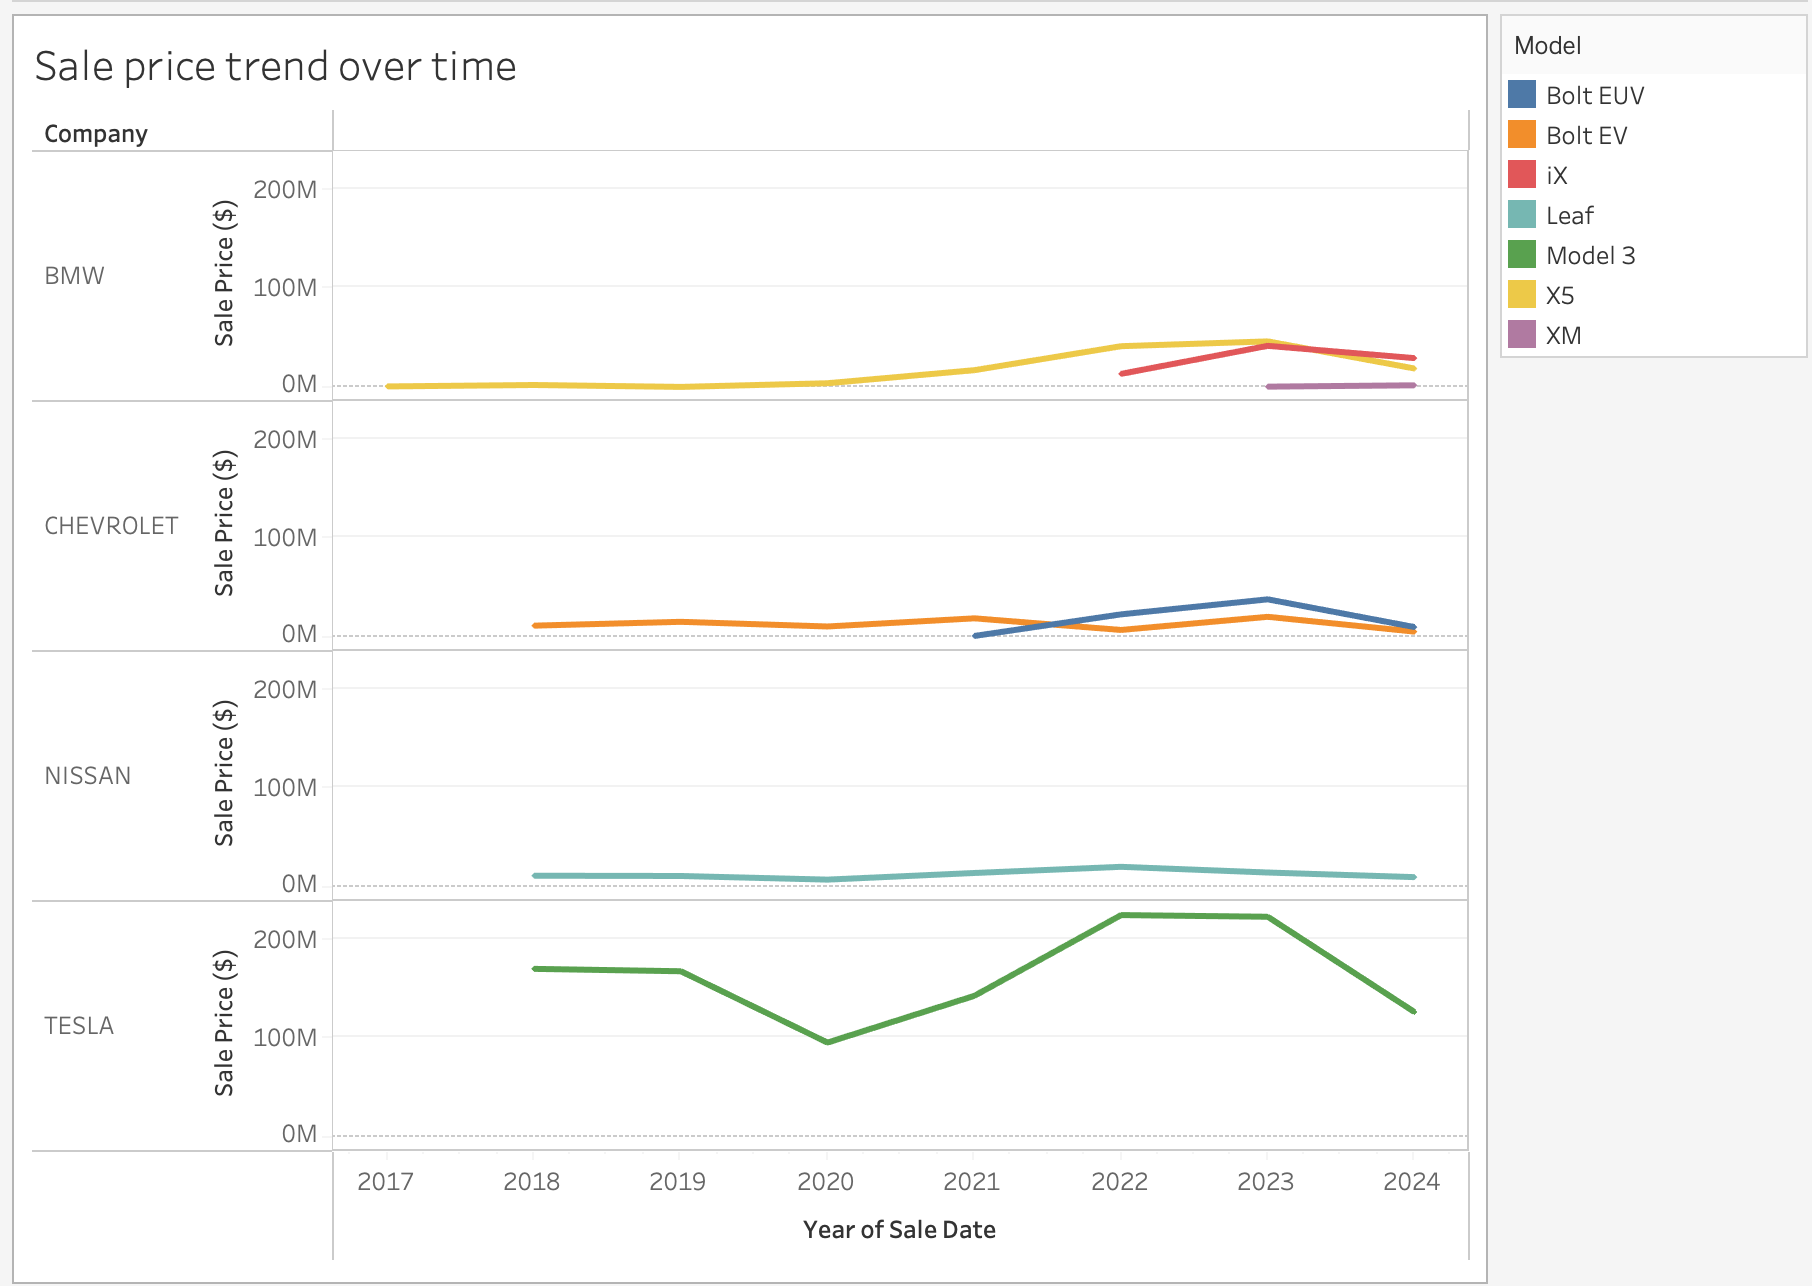 Sale price trend over time
Company
BMW
Sale Price ($)
200M
100M
0M
CHEVROLET
Sale Price ($)
200M
100M
0M
NISSAN
Sale Price ($)
200M
100M
0M
TESLA
Sale Price ($)
200M
100M
0M
2017 2018 2019 2020 2021 2022 2023 2024
Year of Sale Date
Model
Bolt EUV
Bolt EV
iX
Leaf
Model 3
X5
XM